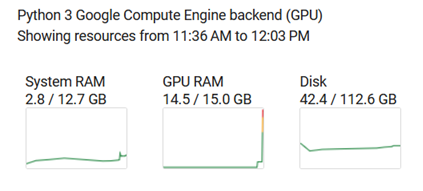 Python 3 Google Compute Engine backend (GPU)
Showing resources from 11:36 AM to 12:03 PM
System RAM
2.8 / 12.7 GB
GPU RAM
14.5 / 15.0 GB
Disk
42.4 / 112.6 GB